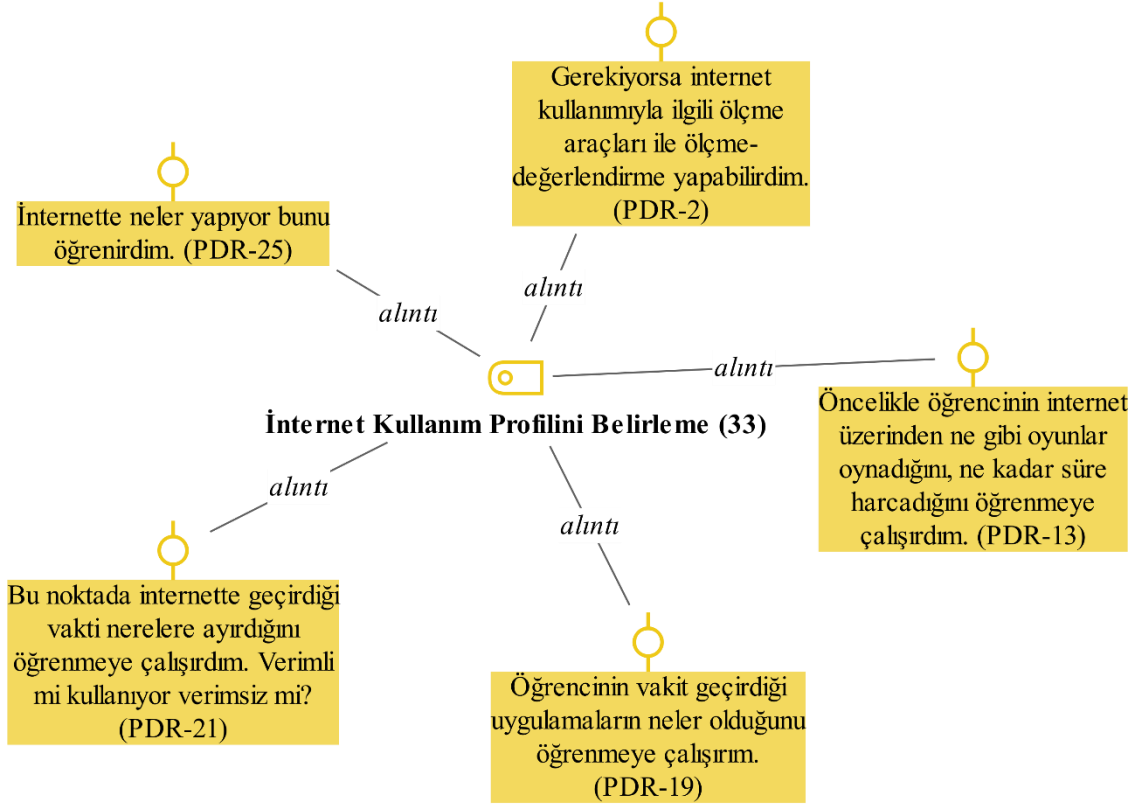 Gerekiyorsa internet
kullanımıyla ilgili ölçme
araçları ile ölçme-
değerlendirme yapabilirdim.
(PDR-2)
İnternette neler yapıyor bunu
öğrenirdim. (PDR-25)
alıntı
alıntı
alıntı
Öncelikle öğrencinin internet
üzerinden ne gibi oyunlar
oynadığını, ne kadar süre
harcadığını öğrenmeye
çalışırdım. (PDR-13)
İnternet Kullanım Profilini Belirleme (33)
alıntı
alıntı
Bu noktada internette geçirdiği
vakti nerelere ayırdığını
öğrenmeye çalışırdım. Verimli
mi kullanıyor verimsiz mi?
(PDR-21)
Öğrencinin vakit geçirdiği
uygulamaların neler olduğunu
öğrenmeye çalışırım.
(PDR-19)